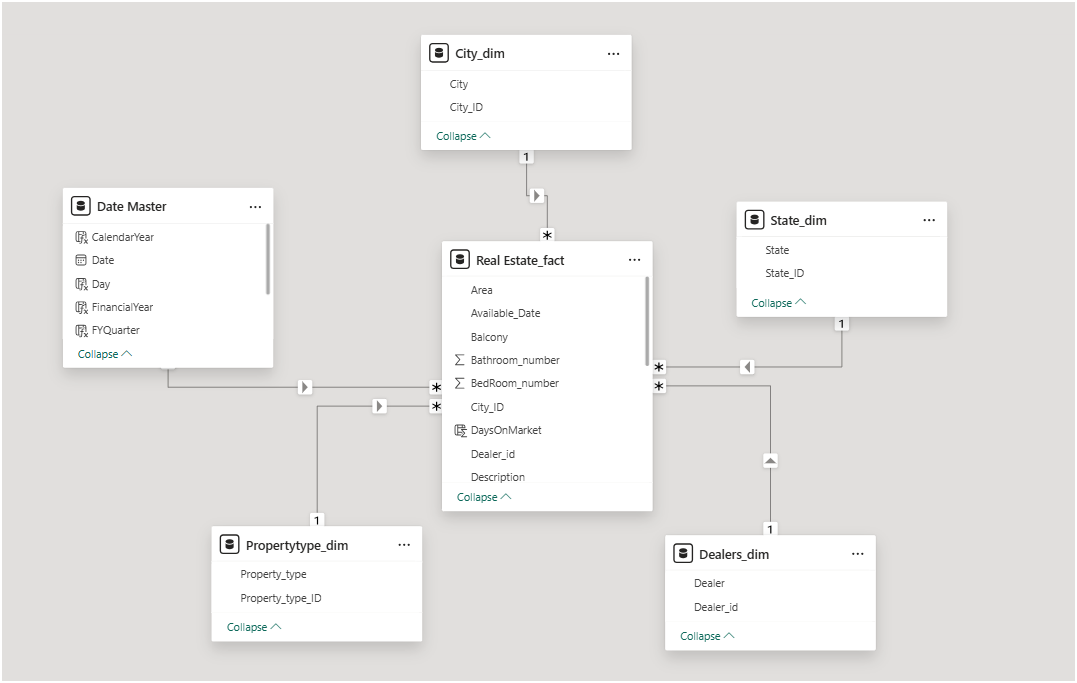 City_dim
...
City
City_ID
Collapse
1
*
Date Master
...
CalendarYear
Date
Day
FinancialYear
FYQuarter
Collapse
*
State_dim
...
State
State_ID
Collapse
1
*
Real Estate_fact
...
Area
Available_Date
Balcony
Bathroom_number
BedRoom_number
City_ID
DaysOnMarket
Dealer_id
Description
Collapse
*
*
1
Propertytype_dim
...
Property_type
Property_type_ID
Collapse
1
Dealers_dim
...
Dealer
Dealer_id
Collapse